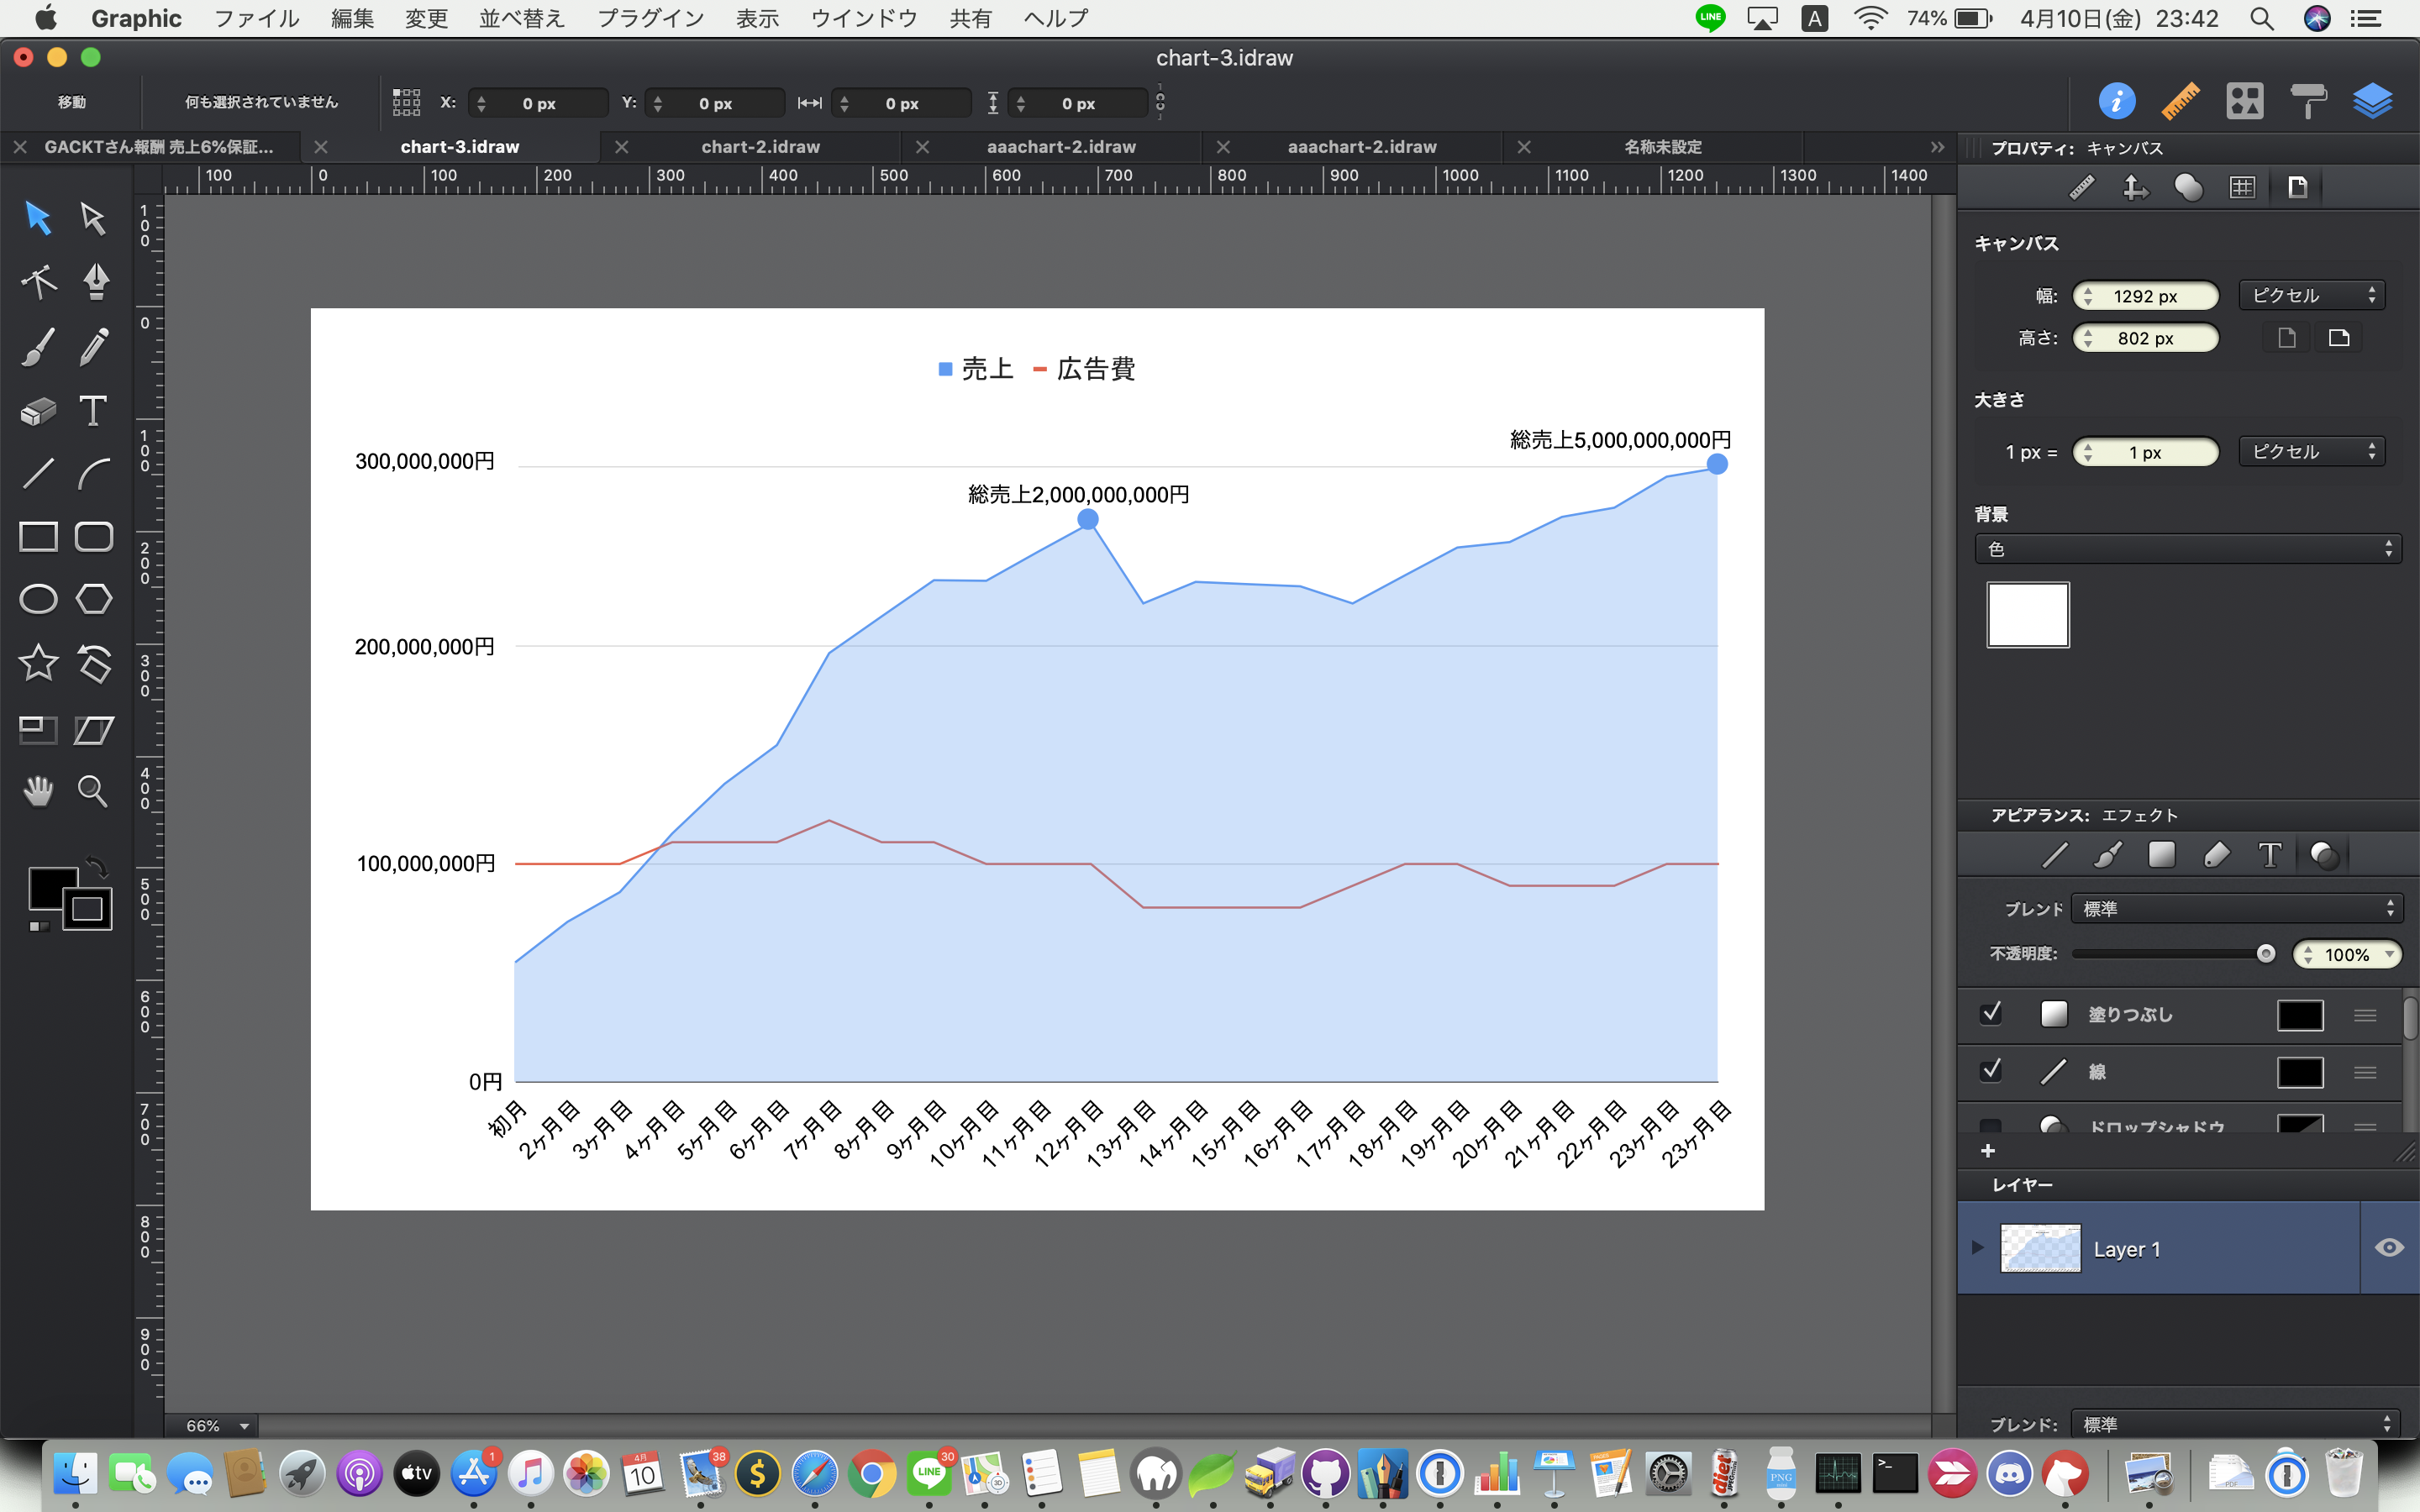 Graphic ファイル 編集 変更 並べ替え プラグイン 表示 ウインドウ 共有 ヘルプ LINE A 74% 4月10日(金) 23:42
chart-3.idraw
移動 何も選択されていません X: 0 px Y: 0 px 0 px 0 px
GACKTさん報酬 売上6%保証... chart-3.idraw chart-2.idraw aaachart-2.idraw aaachart-2.idraw 名称未設定 »
プロパティ: キャンバス
100 0 100 200 300 400 500 600 700 800 900 1000 1100 1200 1300 1400
100
0
100
200
300
400
500
600
700
800
900
キャンバス
幅: 1292 px ピクセル
高さ: 802 px
大きさ
1 px = 1 px ピクセル
背景
色
売上 広告費
総売上5,000,000,000円
300,000,000円
総売上2,000,000,000円
200,000,000円
100,000,000円
0円
初月 2ヶ月目 3ヶ月目 4ヶ月目 5ヶ月目 6ヶ月目 7ヶ月目 8ヶ月目 9ヶ月目 10ヶ月目 11ヶ月目 12ヶ月目 13ヶ月目 14ヶ月目 15ヶ月目 16ヶ月目 17ヶ月目 18ヶ月目 19ヶ月目 20ヶ月目 21ヶ月目 22ヶ月目 23ヶ月目 23ヶ月目
アピアランス: エフェクト
ブレンド 標準
不透明度: 100%
塗りつぶし
線
ドロップシャドウ
+
レイヤー
Layer 1
ブレンド: 標準
66%
tv 1 4月 10 38 $ LINE 30 3D PNG >_ PDF